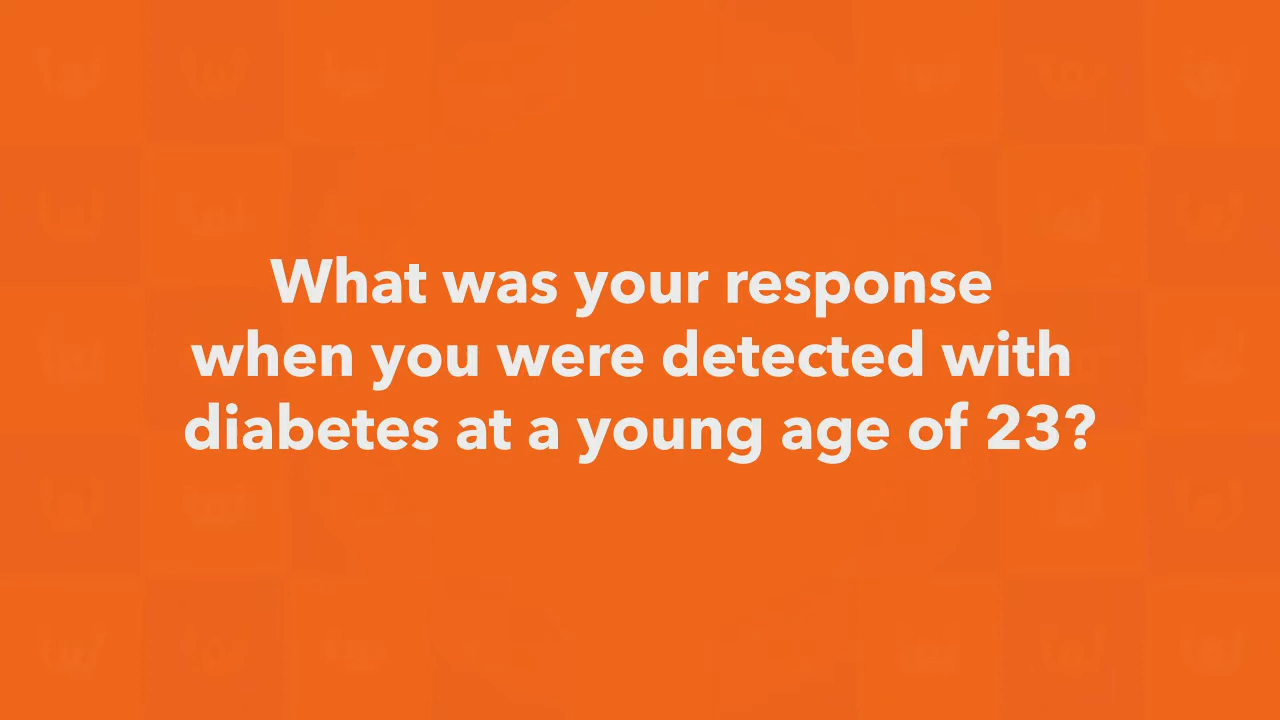 What was your response
when you were detected with
diabetes at a young age of 23?